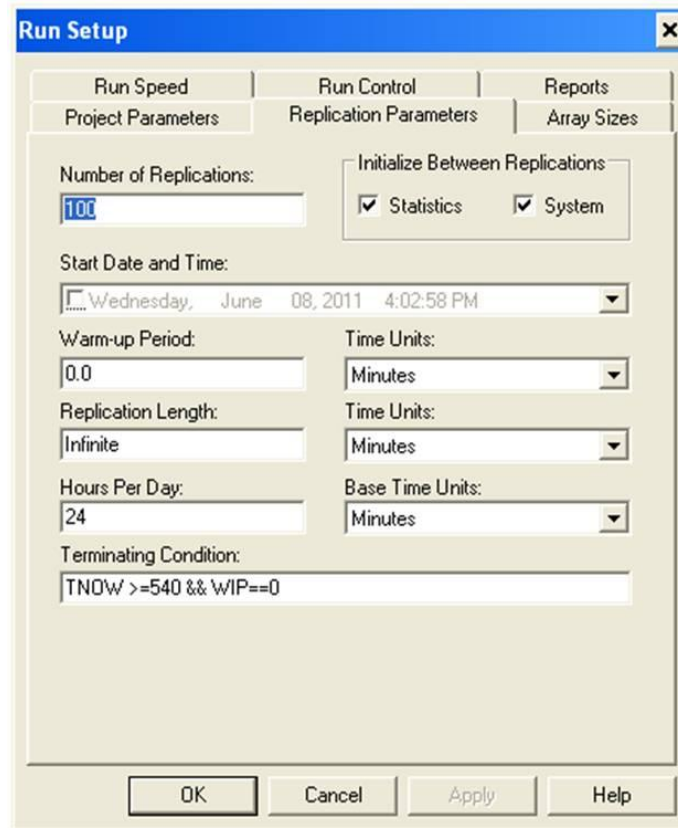 Run Setup
Run Speed Run Control Reports
Project Parameters Replication Parameters Array Sizes
Number of Replications:
100
Initialize Between Replications
Statistics System
Start Date and Time:
Wednesday, June 08, 2011 4:02:58 PM
Warm-up Period: Time Units:
0.0 Minutes
Replication Length: Time Units:
Infinite Minutes
Hours Per Day: Base Time Units:
24 Minutes
Terminating Condition:
TNOW >=540 && WIP==0
OK Cancel Apply Help